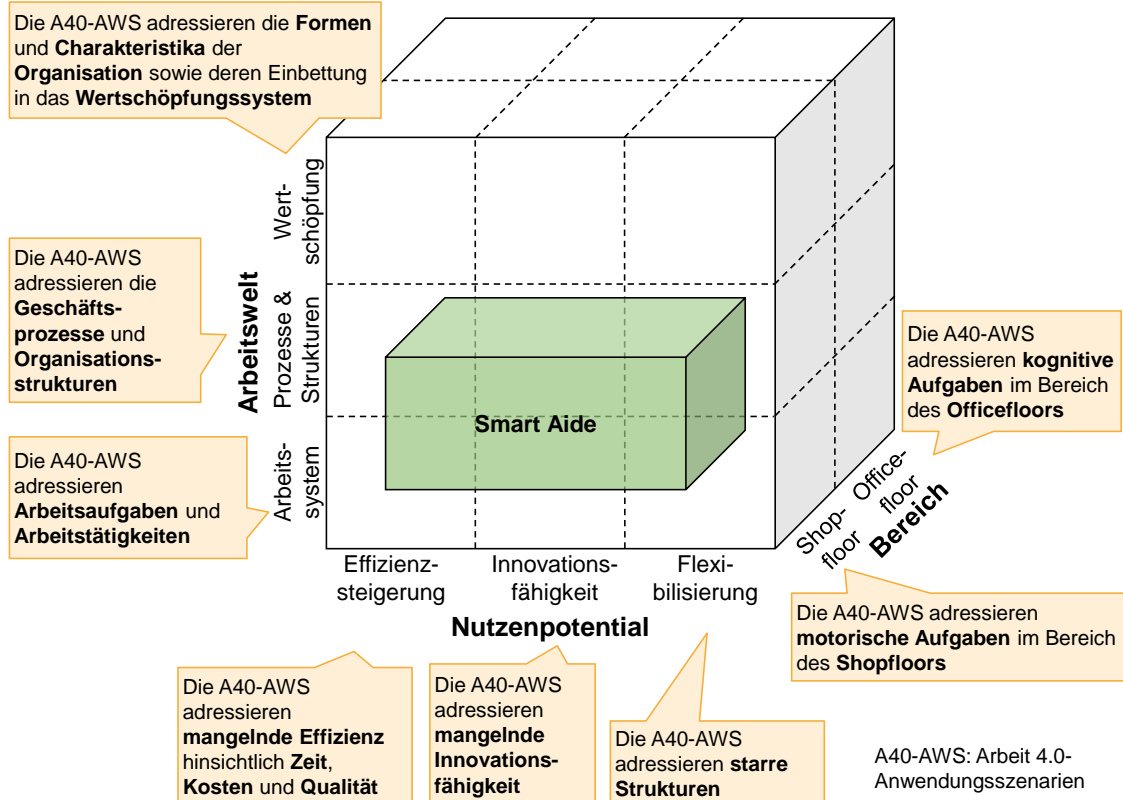 Die A40-AWS adressieren die Formen
und Charakteristika der
Organisation sowie deren Einbettung
in das Wertschöpfungssystem
Wert-
schöpfung
Die A40-AWS
adressieren die
Geschäfts-
prozesse und
Organisations-
strukturen
Arbeitswelt
Prozesse &
Strukturen
Die A40-AWS
adressieren kognitive
Aufgaben im Bereich
des Officefloors
Smart Aide
Die A40-AWS
adressieren
Arbeitsaufgaben und
Arbeitstätigkeiten
Arbeits-
system
Office-
floor
Shop-
floor
Bereich
Effizienz-
steigerung
Innovations-
fähigkeit
Flexi-
bilisierung
Nutzenpotential
Die A40-AWS adressieren
motorische Aufgaben im Bereich
des Shopfloors
Die A40-AWS
adressieren
mangelnde Effizienz
hinsichtlich Zeit,
Kosten und Qualität
Die A40-AWS
adressieren
mangelnde
Innovations-
fähigkeit
Die A40-AWS
adressieren starre
Strukturen
A40-AWS: Arbeit 4.0-
Anwendungsszenarien